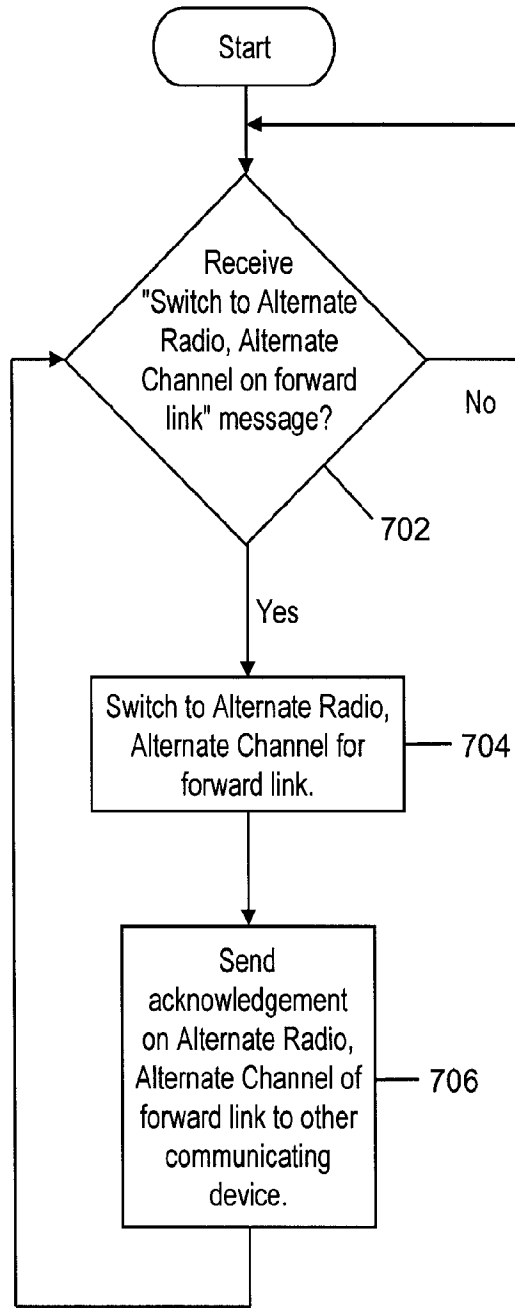 Start
Receive
"Switch to Alternate
Radio, Alternate
Channel on forward
link" message?
No
702
Yes
Switch to Alternate Radio,
Alternate Channel for
forward link.
704
Send
acknowledgement
on Alternate Radio,
Alternate Channel of
forward link to other
communicating
device.
706